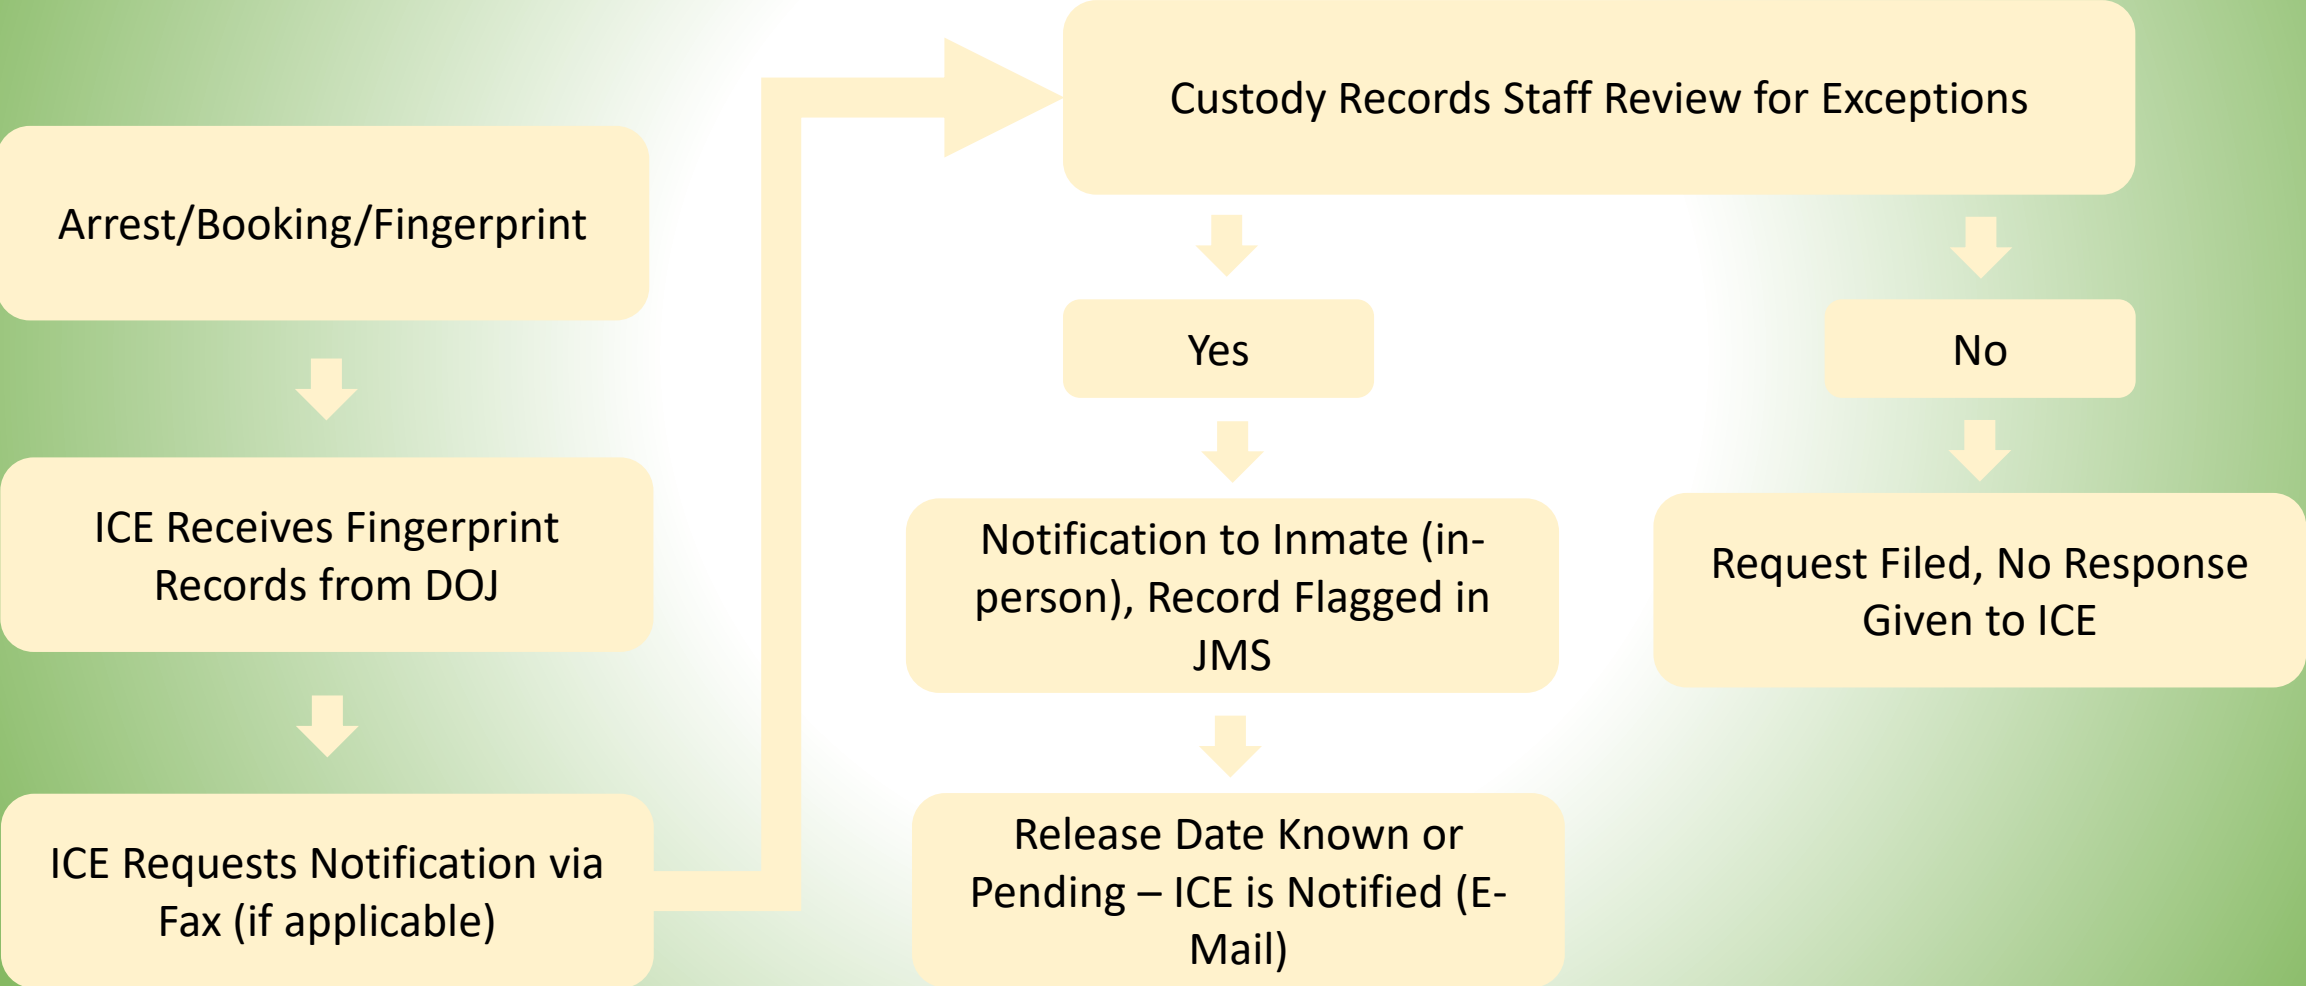 Arrest/Booking/Fingerprint
ICE Receives Fingerprint
Records from DOJ
ICE Requests Notification via
Fax (if applicable)
Custody Records Staff Review for Exceptions
Yes
Notification to Inmate (in-
person), Record Flagged in
JMS
Release Date Known or
Pending – ICE is Notified (E-
Mail)
No
Request Filed, No Response
Given to ICE